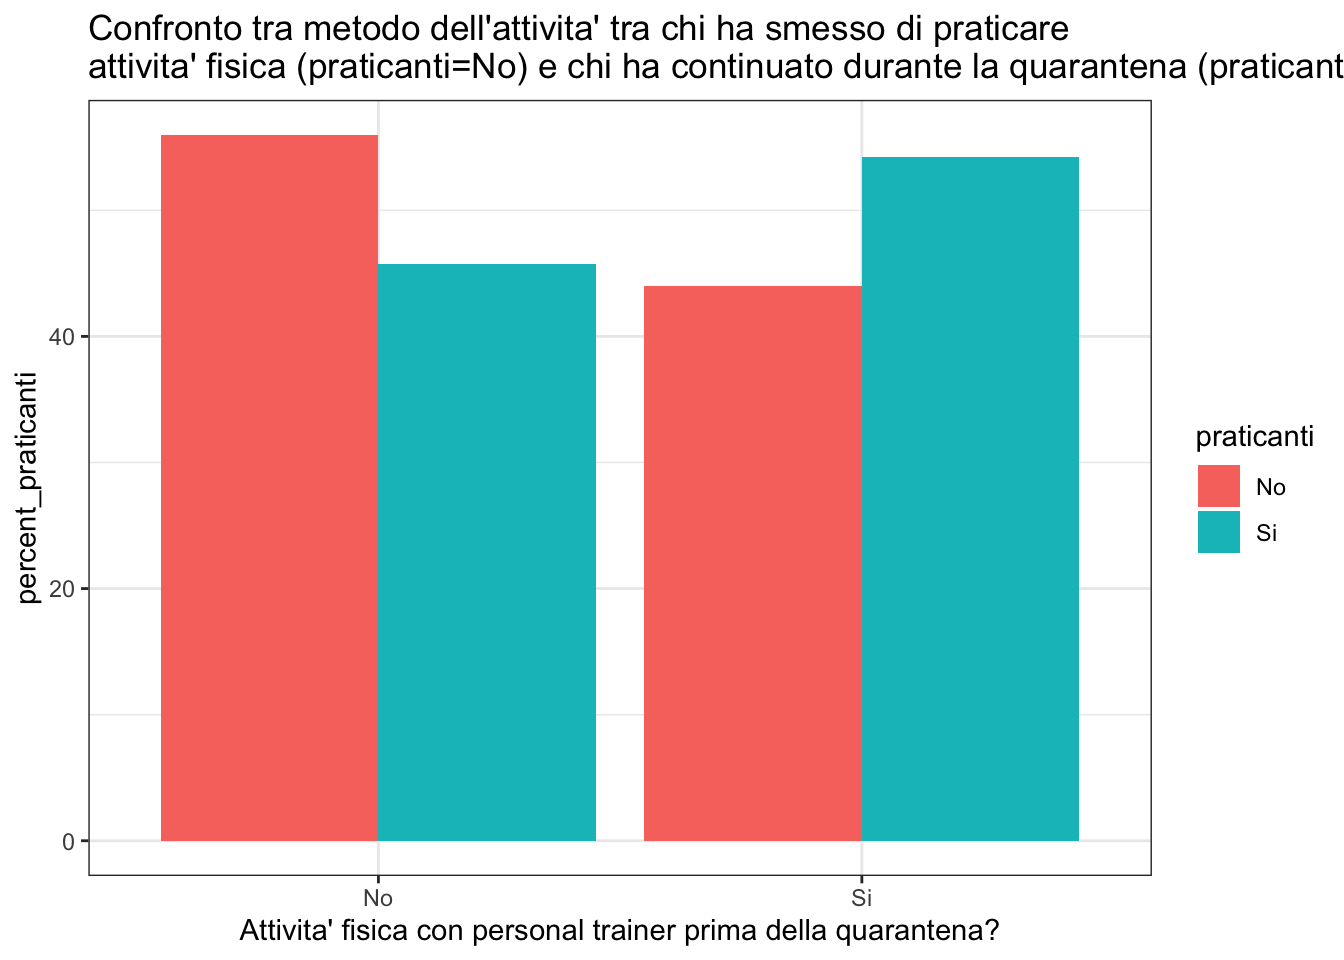 Confronto tra metodo dell'attivita' tra chi ha smesso di praticare
attivita' fisica (praticanti=No) e chi ha continuato durante la quarantena (praticant
percent_praticanti
40
20
0
No
Si
Attivita' fisica con personal trainer prima della quarantena?
praticanti
No
Si